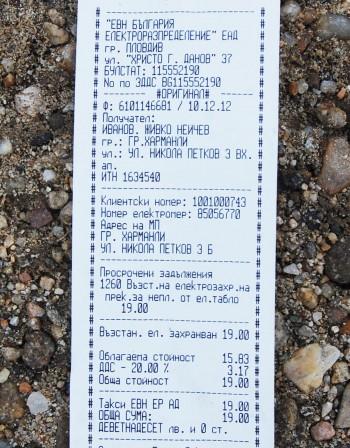 "ЕВН БЪЛГАРИЯ
ЕЛЕКТРОРАЗПРЕДЕЛЕНИЕ" ЕАД
гр. ПЛОВДИВ
ул. "ХРИСТО Г. ДАНОВ" 37
БУЛСТАТ: 115552190
No по ЗДДС BG115552190
#ОРИГИНАЛ#
Ф: 6101146681 / 10.12.12
Получател:
ИВАНОВ, ЖИВКО НЕЙЧЕВ
гр.: ГР.ХАРМАНЛИ
ул.: УЛ. НИКОЛА ПЕТКОВ 3 ВХ.
ап.
ИТН 1634540
Клиентски номер: 1001000743
Номер електромер: 85056770
Адрес на МП
ГР. ХАРМАНЛИ
УЛ. НИКОЛА ПЕТКОВ 3 Б
Просрочени задължения
1260 Възст.на електрозахр.на
прек.за непл. от ел.табло
19.00
Възстан. ел. захранван 19.00
Облагаема стоиност 15.83
ДДС - 20.00 % 3.17
Обща стоиност 19.00
Такси ЕВН ЕР АД 19.00
ОБЩА СУМА: 19.00
ДЕВЕТНАДЕСЕТ лв. и 0 ст.